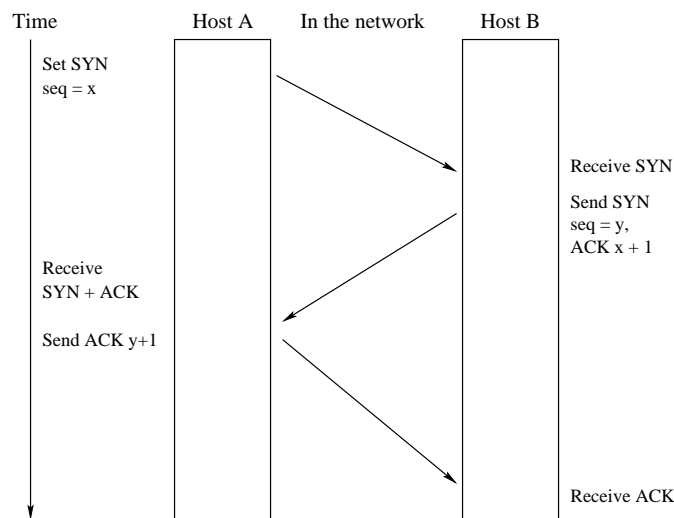 Time
Host A
In the network
Host B
Set SYN
seq = x
Receive SYN
Send SYN
seq = y,
ACK x + 1
Receive
SYN + ACK
Send ACK y+1
Receive ACK